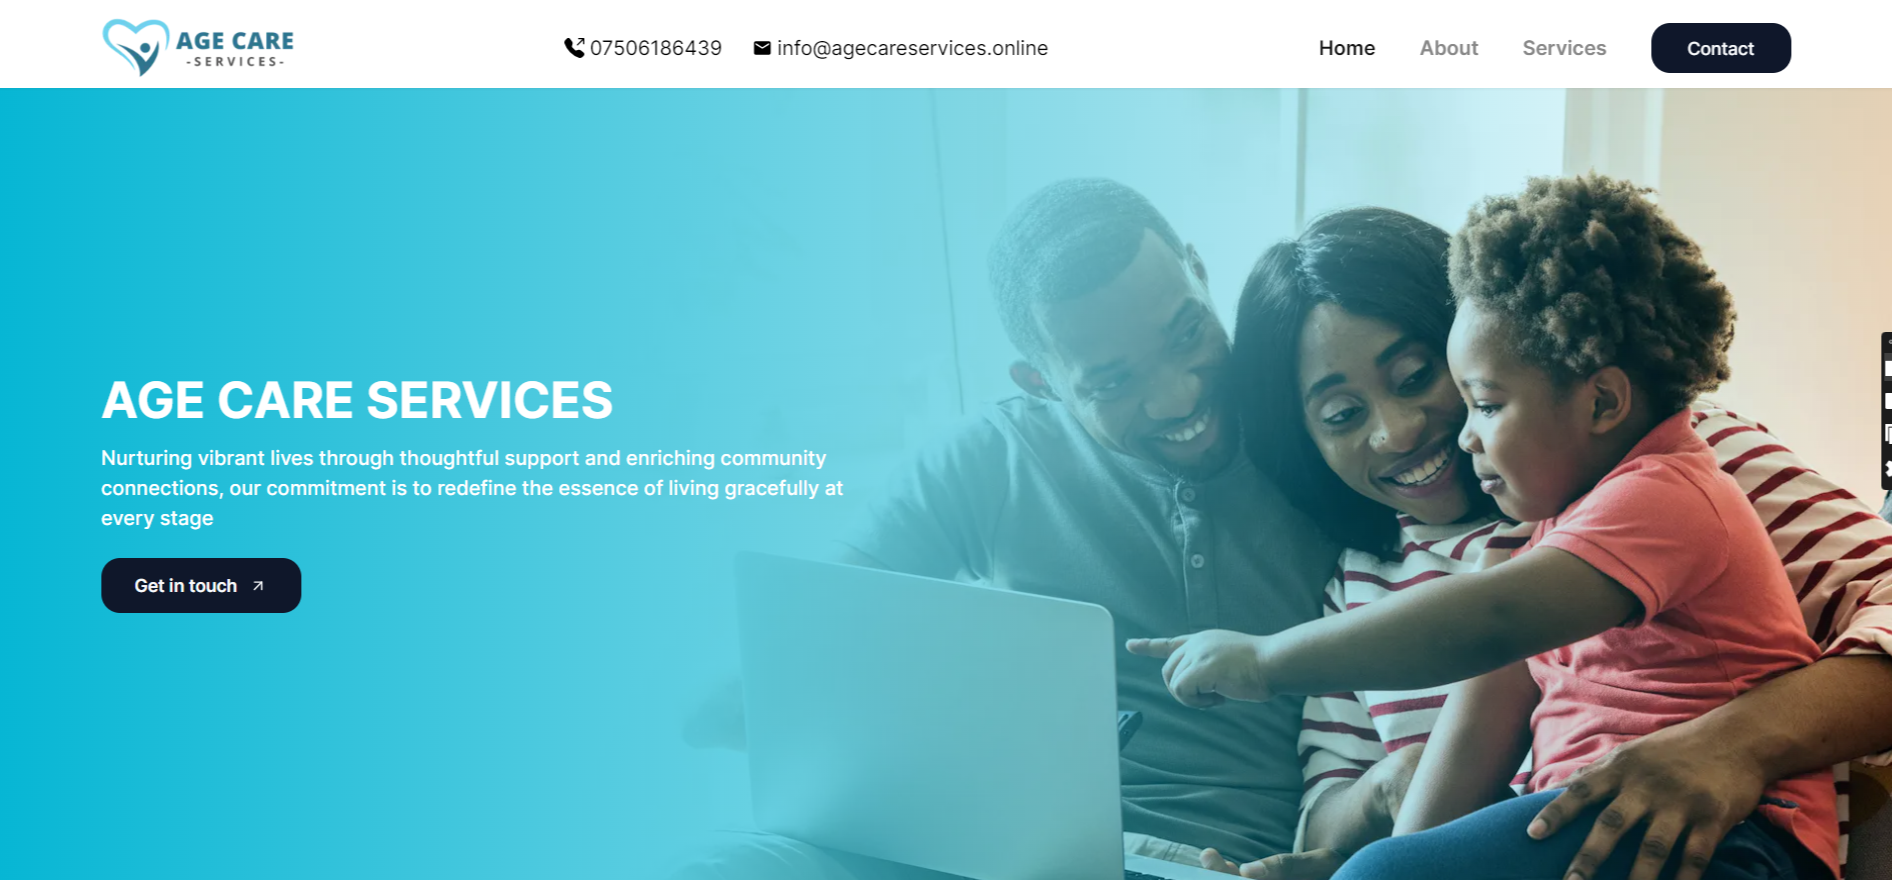 AGE CARE
-SERVICES-
07506186439
info@agecareservices.online
Home
About
Services
Contact
AGE CARE SERVICES
Nurturing vibrant lives through thoughtful support and enriching community
connections, our commitment is to redefine the essence of living gracefully at
every stage
Get in touch